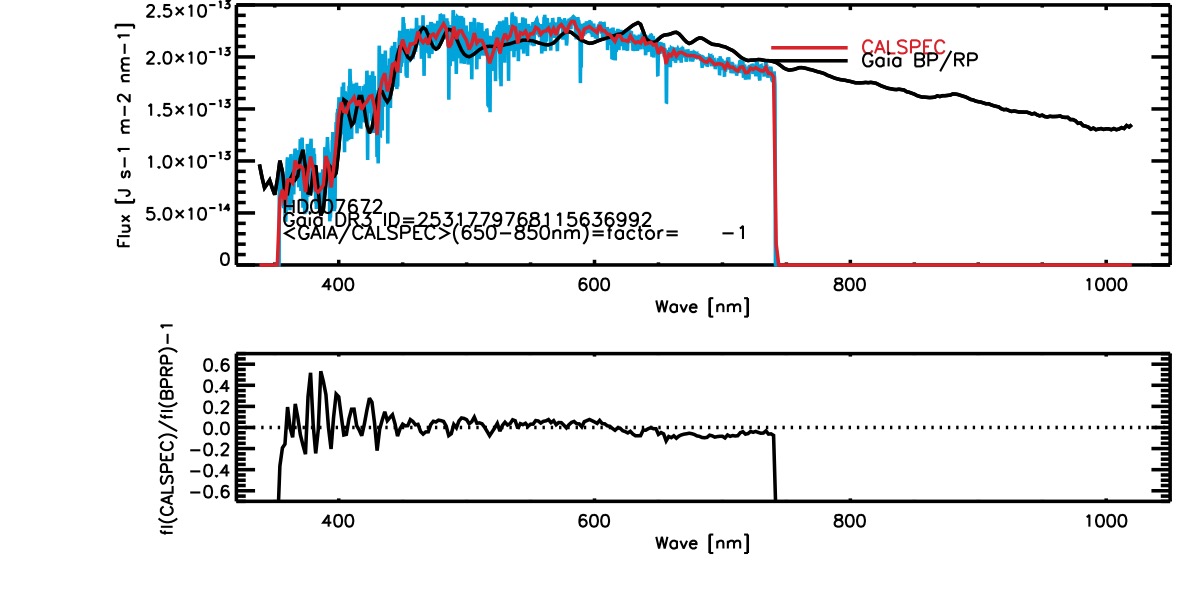 2.5×10−13
2.0×10−13
1.5×10−13
1.0×10−13
5.0×10−14
0
Flux [J s−1 m−2 nm−1]
CALSPEC
Gaia BP/RP
HD007672
Gaia DR3 ID=2531779768115636992
<GAIA/CALSPEC>(650−850nm)=factor= −1
400 600 800 1000
Wave [nm]
fl(CALSPEC)/fl(BPRP)−1
0.6
0.4
0.2
0.0
−0.2
−0.4
−0.6
400 600 800 1000
Wave [nm]